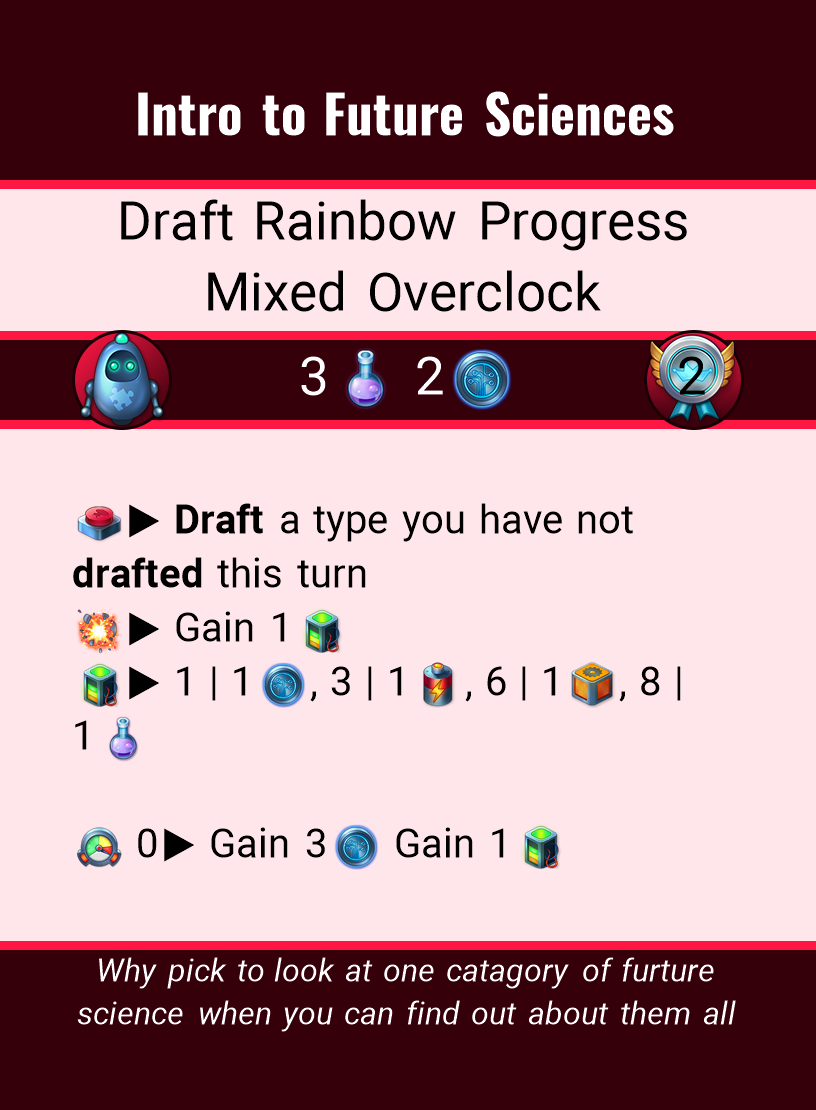 Intro to Future Sciences
Draft Rainbow Progress
Mixed Overclock
3 2 2
▶ Draft a type you have not
drafted this turn
▶ Gain 1
▶ 1 | 1 , 3 | 1 , 6 | 1 , 8 |
1
0▶ Gain 3 Gain 1
Why pick to look at one catagory of furture
science when you can find out about them all